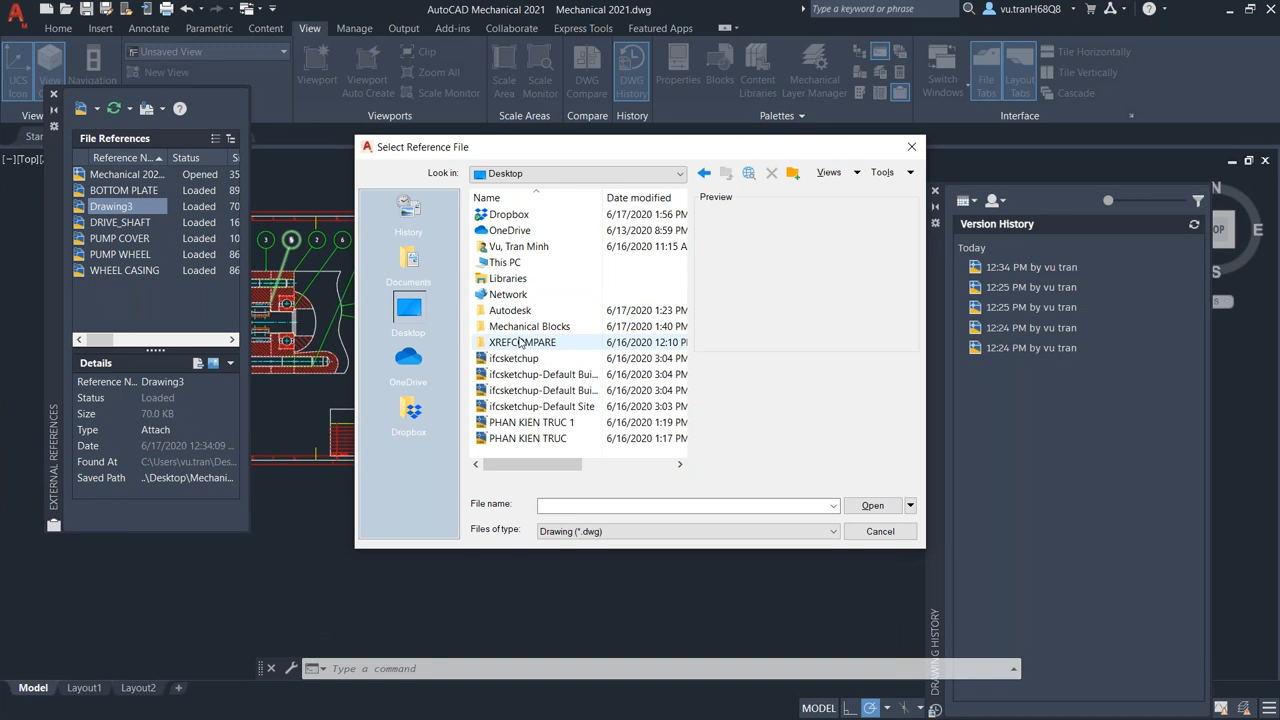 AutoCAD Mechanical 2021 Mechanical 2021.dwg
Type a keyword or phrase
vu.tranH68Q8
Home Insert Annotate Parametric Content View Manage Output Add-ins Collaborate Express Tools Featured Apps
UCS Icon
Navigation
Unsaved View
New View
Viewport
Viewport Auto Create
Clip
Zoom All
Scale Monitor
Viewports
Scale Area
Scale Monitor
Scale Areas
DWG Compare
Compare
DWG History
History
Properties
Blocks
Content Libraries
Mechanical Layer Manager
Palettes
Switch Windows
File Tabs
Layout Tabs
Tile Horizontally
Tile Vertically
Cascade
Interface
[−][Top][
File References
Reference N... Status
Mechanical 202... Opened 35
BOTTOM PLATE Loaded 89
Drawing3 Loaded 70
DRIVE_SHAFT Loaded 16
PUMP COVER Loaded 10
PUMP WHEEL Loaded 86
WHEEL CASING Loaded 86
Details
Reference N... Drawing3
Status Loaded
Size 70.0 KB
Type Attach
Date 6/17/2020 12:34:09 ...
Found At C:\Users\vu.tran\Des...
Saved Path ..\Desktop\Mechani...
EXTERNAL REFERENCES
3 2 6
Select Reference File
Look in: Desktop
Views Tools
History
Documents
Desktop
OneDrive
Dropbox
Name Date modified
Dropbox 6/17/2020 1:56 PM
OneDrive 6/13/2020 8:59 PM
Vu, Tran Minh 6/16/2020 11:15 A
This PC
Libraries
Network
Autodesk 6/17/2020 1:23 PM
Mechanical Blocks 6/17/2020 1:40 PM
XREFCOMPARE 6/16/2020 12:10 P
ifcsketchup 6/16/2020 3:04 PM
ifcsketchup-Default Bui... 6/16/2020 3:04 PM
ifcsketchup-Default Bui... 6/16/2020 3:04 PM
ifcsketchup-Default Site 6/16/2020 3:03 PM
PHAN KIEN TRUC 1 6/16/2020 1:19 PM
PHAN KIEN TRUC 6/16/2020 1:17 PM
Preview
File name:
Open
Files of type: Drawing (*.dwg)
Cancel
Version History
Today
12:34 PM by vu tran
12:25 PM by vu tran
12:25 PM by vu tran
12:24 PM by vu tran
12:24 PM by vu tran
DRAWING HISTORY
N
OP
E
S
Type a command
Model Layout1 Layout2 +
MODEL